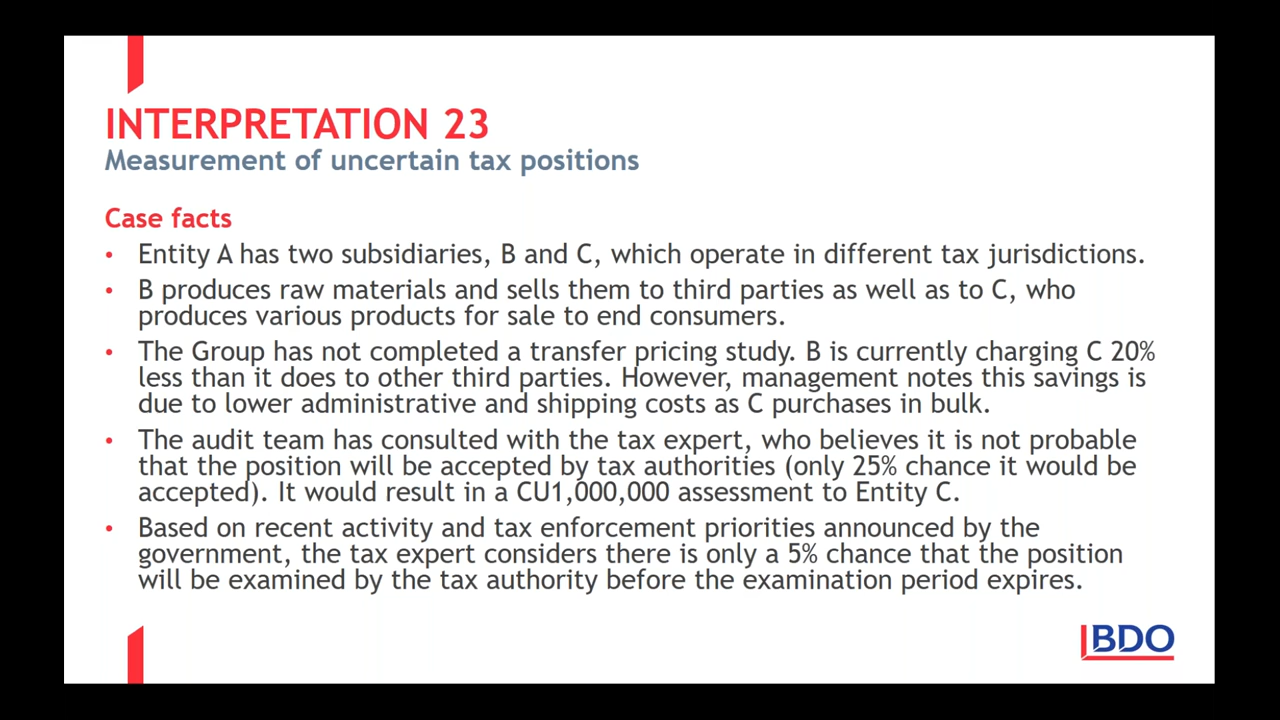 INTERPRETATION 23
Measurement of uncertain tax positions
Case facts
• Entity A has two subsidiaries, B and C, which operate in different tax jurisdictions.
• B produces raw materials and sells them to third parties as well as to C, who
produces various products for sale to end consumers.
• The Group has not completed a transfer pricing study. B is currently charging C 20%
less than it does to other third parties. However, management notes this savings is
due to lower administrative and shipping costs as C purchases in bulk.
• The audit team has consulted with the tax expert, who believes it is not probable
that the position will be accepted by tax authorities (only 25% chance it would be
accepted). It would result in a CU1,000,000 assessment to Entity C.
• Based on recent activity and tax enforcement priorities announced by the
government, the tax expert considers there is only a 5% chance that the position
will be examined by the tax authority before the examination period expires.
BDO